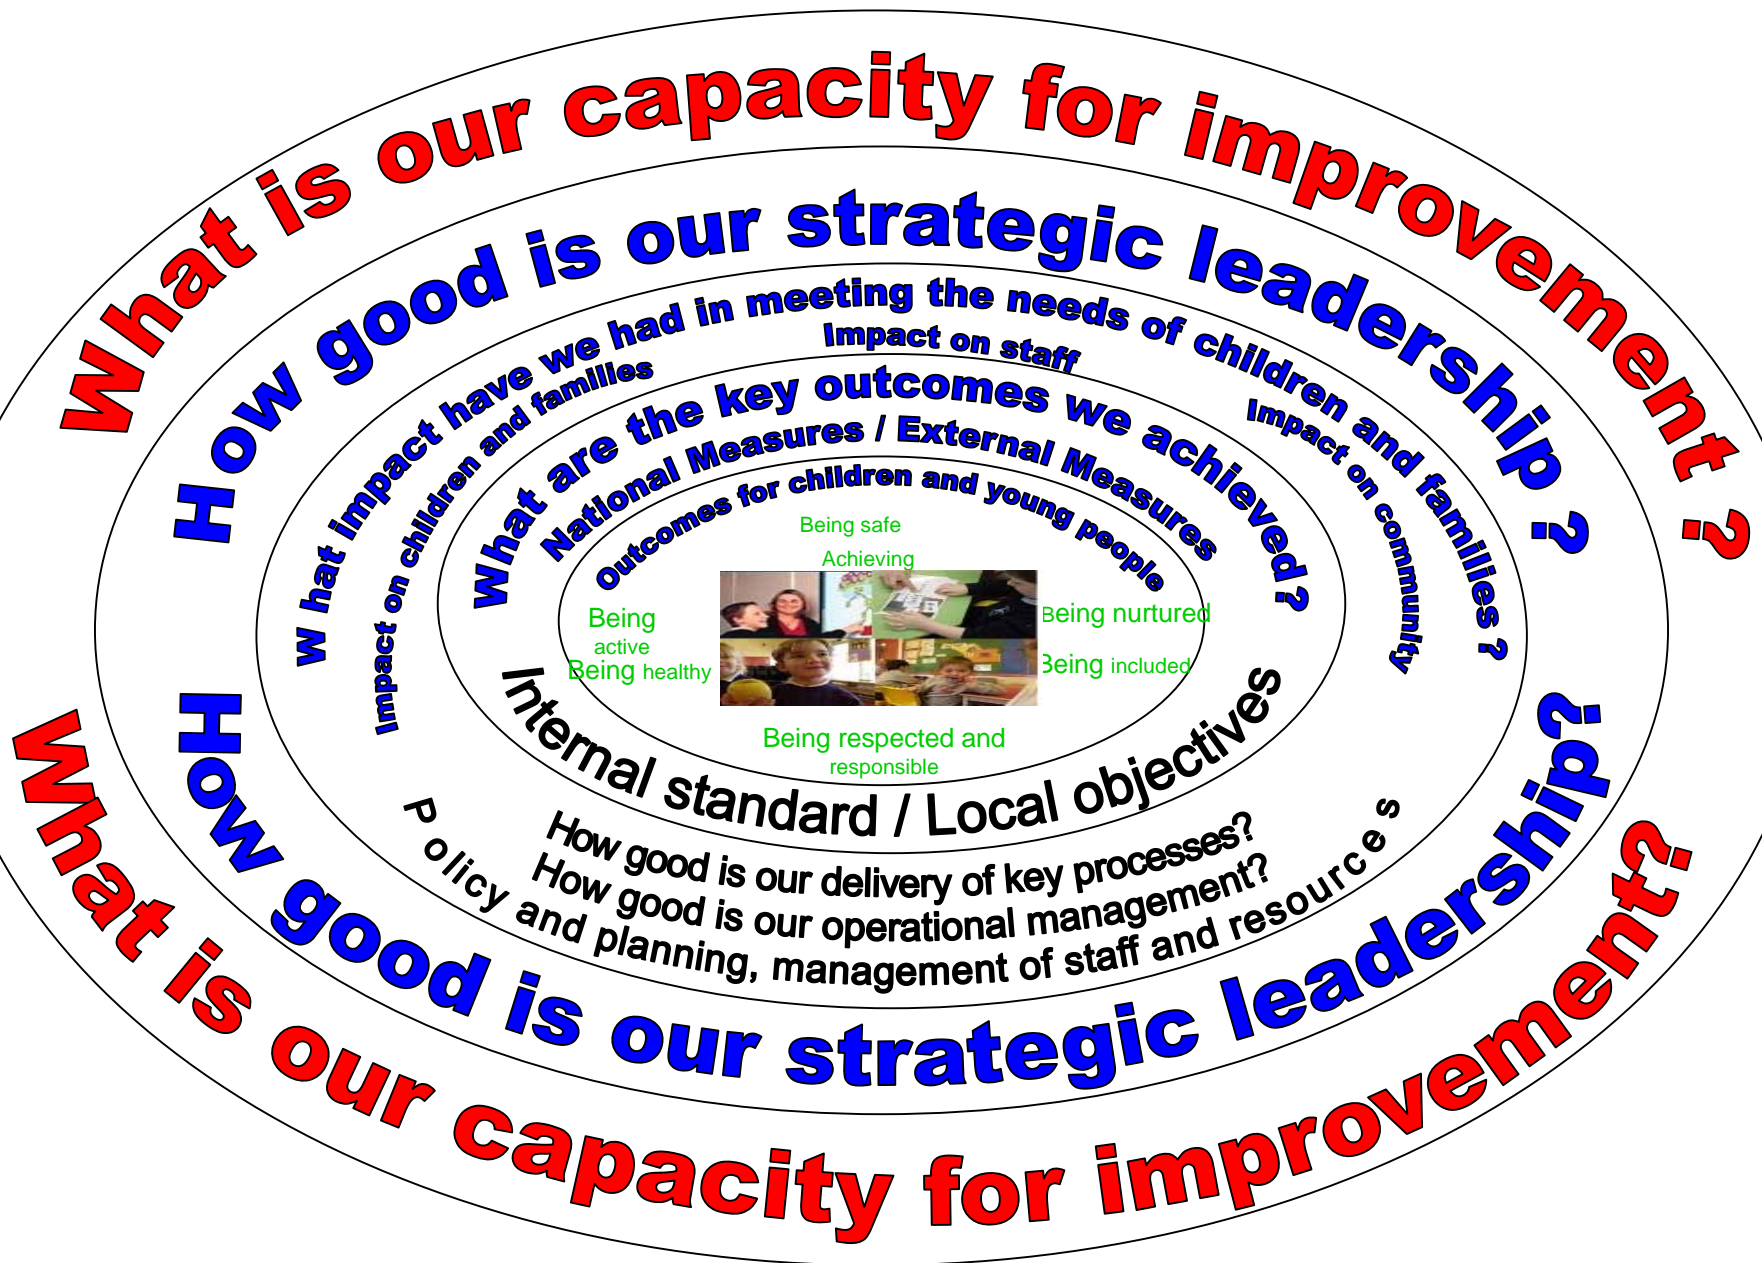 What is our capacity for improvement ?
How good is our strategic leadership ?
What impact have we had in meeting the needs of children and families ?
Impact on children and families
Impact on staff
Impact on community
What are the key outcomes we achieved?
National Measures / External Measures
Outcomes for children and young people
Being safe
Achieving
Being
active
Being healthy
Being nurtured
Being included
Being respected and
responsible
Internal standard / Local objectives
How good is our delivery of key processes?
How good is our operational management?
Policy and planning, management of staff and resources
How good is our strategic leadership?
What is our capacity for improvement?